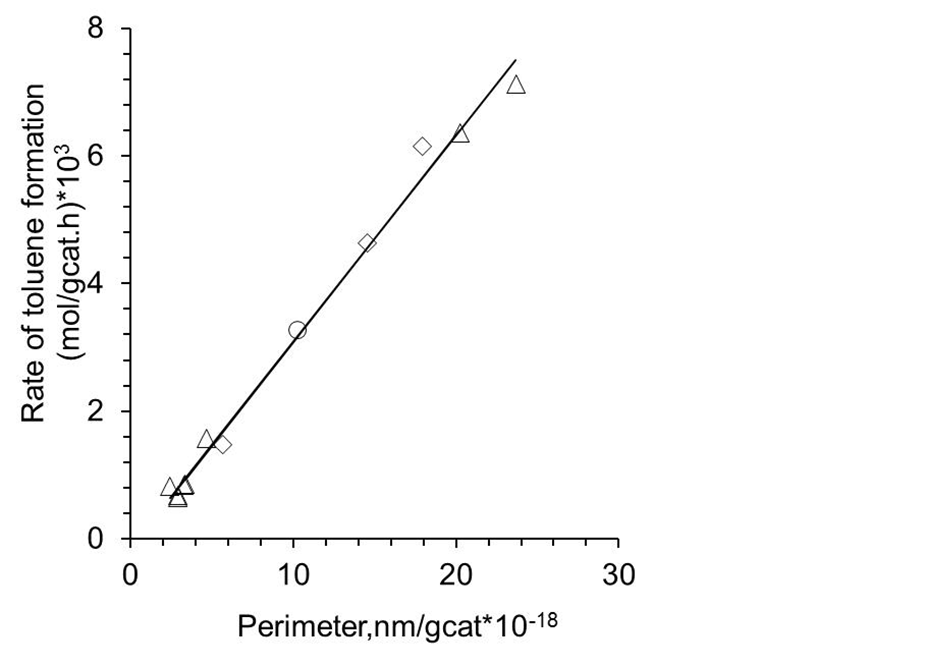 Rate of toluene formation
(mol/gcat.h)*10³
8
6
4
2
0
0 10 20 30
Perimeter,nm/gcat*10⁻¹⁸